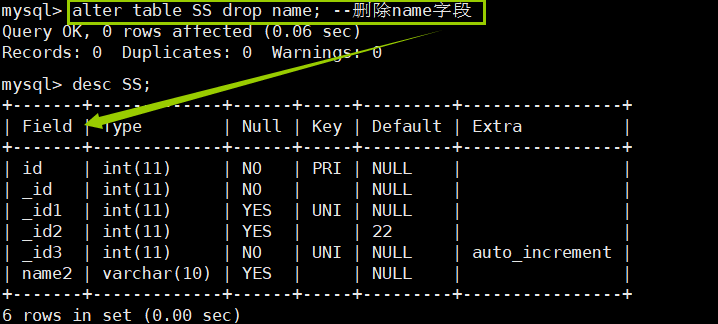 mysql> alter table SS drop name; --删除name字段
Query OK, 0 rows affected (0.06 sec)
Records: 0  Duplicates: 0  Warnings: 0
mysql> desc SS;
+-------+-------------+------+-----+---------+----------------+
| Field | Type        | Null | Key | Default | Extra          |
+-------+-------------+------+-----+---------+----------------+
| id    | int(11)     | NO   | PRI | NULL    |                |
| _id   | int(11)     | NO   |     | NULL    |                |
| _id1  | int(11)     | YES  | UNI | NULL    |                |
| _id2  | int(11)     | YES  |     | 22      |                |
| _id3  | int(11)     | NO   | UNI | NULL    | auto_increment |
| name2 | varchar(10) | YES  |     | NULL    |                |
+-------+-------------+------+-----+---------+----------------+
6 rows in set (0.00 sec)